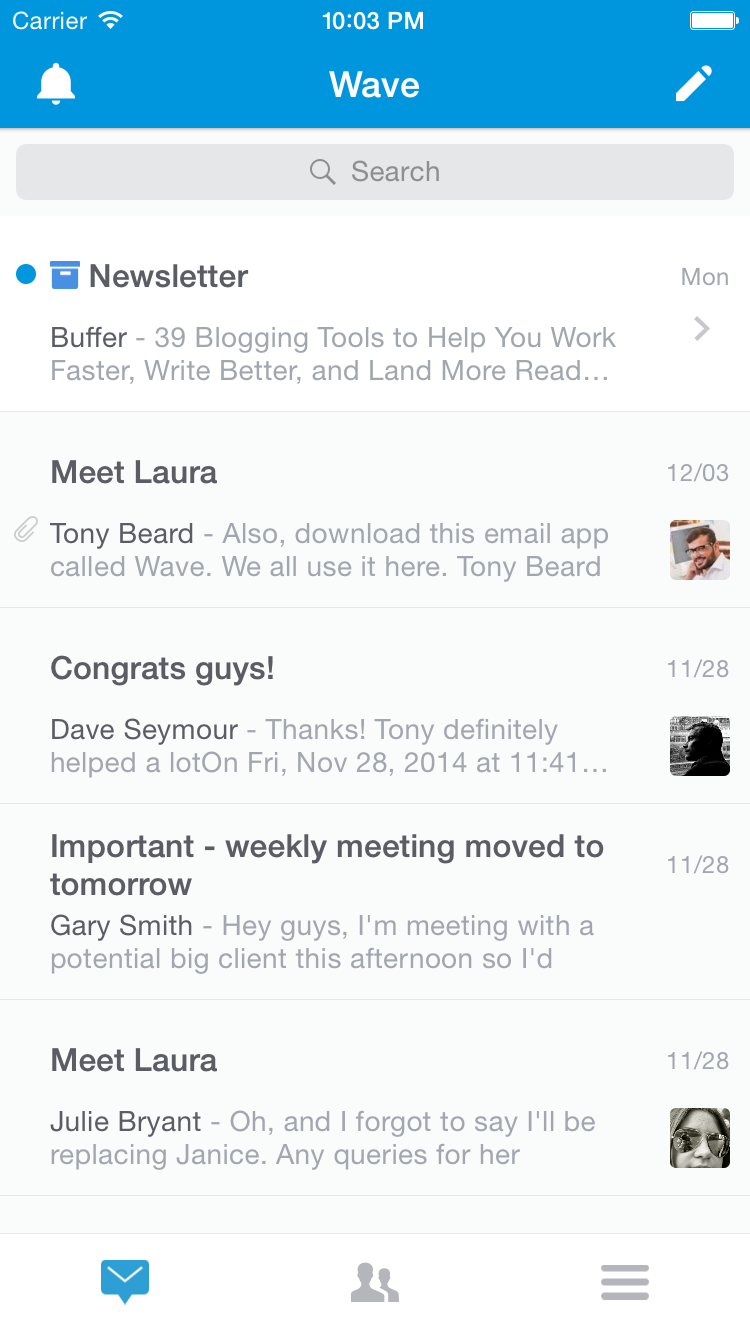 Carrier 10:03 PM
Wave
Search
Newsletter Mon
Buffer - 39 Blogging Tools to Help You Work
Faster, Write Better, and Land More Read...
Meet Laura 12/03
Tony Beard - Also, download this email app
called Wave. We all use it here. Tony Beard
Congrats guys! 11/28
Dave Seymour - Thanks! Tony definitely
helped a lotOn Fri, Nov 28, 2014 at 11:41...
Important - weekly meeting moved to
tomorrow 11/28
Gary Smith - Hey guys, I'm meeting with a
potential big client this afternoon so I'd
Meet Laura 11/28
Julie Bryant - Oh, and I forgot to say I'll be
replacing Janice. Any queries for her